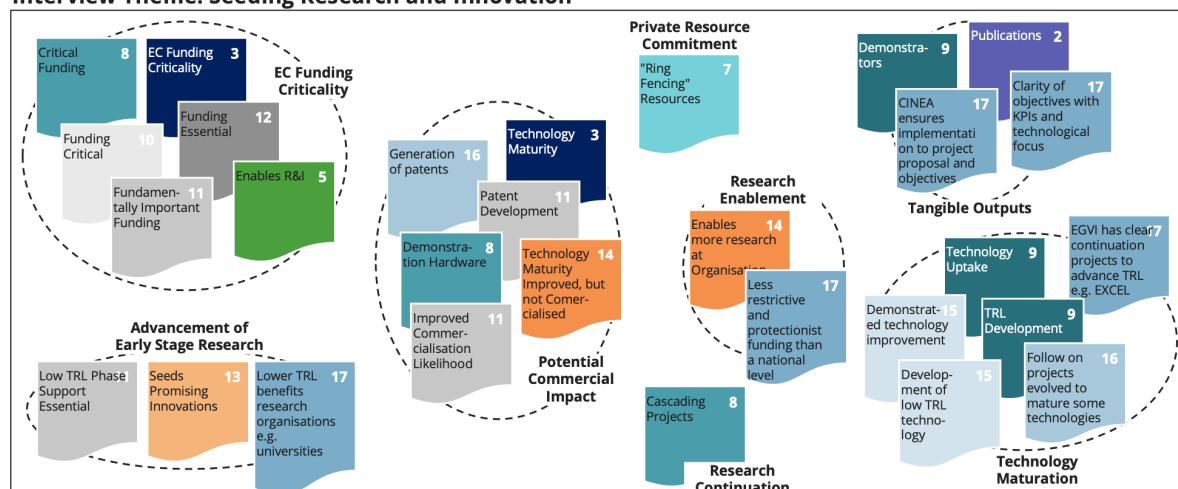 Interview Theme: Seeding Research and Innovation
Critical Funding 8
EC Funding Criticality 3
EC Funding Criticality
Funding Essential 12
Funding Critical 10
Enables R&I 5
Fundamen-
tally Important
Funding 11
Advancement of
Early Stage Research
Low TRL Phase
Support
Essential
Seeds
Promising
Innovations 13
Lower TRL
benefits
research
organisations
e.g.
universities 17
Generation
of patents 16
Technology
Maturity 3
Patent
Development 11
Demonstra-
tion Hardware 8
Technology
Maturity
Improved, but
not Comer-
cialised 14
Improved
Commer-
cialisation
Likelihood 11
Potential
Commercial
Impact
Private Resource
Commitment
"Ring
Fencing"
Resources 7
Research
Enablement
Enables
more research
at
Organisation 14
Less
restrictive
and
protectionist
funding than
a national
level 17
Cascading
Projects 8
Research
Continuation
Demonstra-
tors 9
Publications 2
CINEA
ensures
implementati
on to project
proposal and
objectives 17
Clarity of
objectives with
KPIs and
technological
focus 17
Tangible Outputs
Technology
Uptake 9
EGVI has clear
continuation
projects to
advance TRL
e.g. EXCEL 17
Demonstrat-
ed technology
improvement 15
TRL
Development 9
Develop-
ment of
low TRL
techno-
logy 15
Follow on
projects
evolved to
mature some
technologies 16
Technology
Maturation